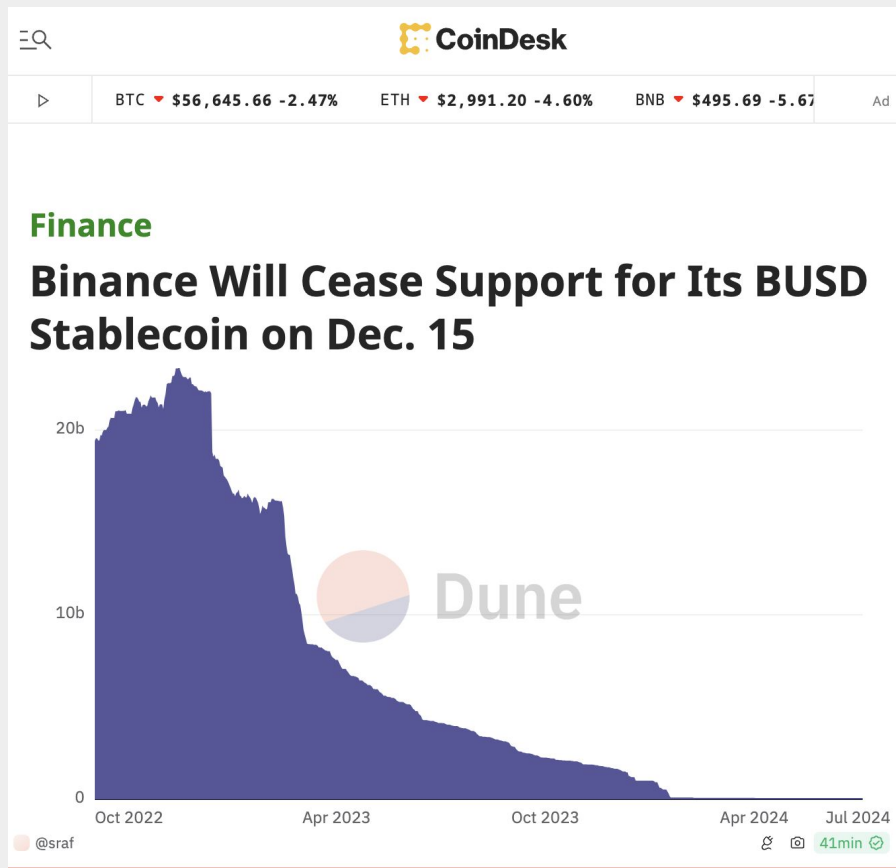 CoinDesk
BTC $56,645.66 -2.47% ETH $2,991.20 -4.60% BNB $495.69 -5.67
Ad
Finance
Binance Will Cease Support for Its BUSD
Stablecoin on Dec. 15
20b
10b
0
Dune
Oct 2022 Apr 2023 Oct 2023 Apr 2024 Jul 2024
@sraf
41min